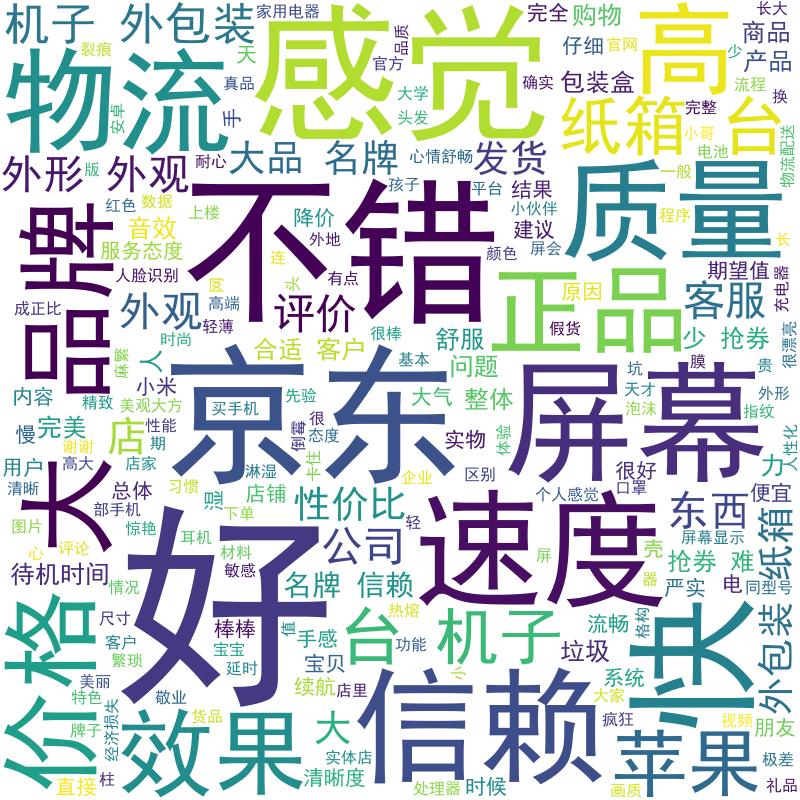 机子
外包装
家用电器
完全
购物
长大
商品
裂痕
天
真品
品质
官方
仔细
官网
少
产品
物流
感觉
高
安卓
手
大学
头发
确实
包装盒
流程
换
完整
纸箱
台
小哥
物流配送
电池
外形
版
外观
耐心
大品
名牌
心情舒畅
发货
一般
孩子
平台
结果
质量
红色
数据
上楼
音效
服务态度
降价
外地
小伙伴
建议
程序
长
品牌
不错
颜色
屏会
人脸识别
连
头
有点
期望值
充电器
成正比
高端
正品
原因
客服
外观
轻薄
评价
假货
少
抢券
很漂亮
时尚
麻烦
人
合适
客户
很棒
舒服
问题
基本
膜
贵
内容
精致
小米
先验
大气
整体
坑
天才
外形
美观大方
买手机
京东
屏幕
泡沫
指纹
慢
完美
店
性能
倒霉
很
态度
实物
体验
人性化
谢谢
期
用户
高大
店家
淋湿
卡住
企业
区别
很好
力
清晰
大
总体
习惯
湿
店铺
性价比
个人感觉
口罩
东西
便宜
部手机
下单
轻
图片
惊艳
耳机
速度
屏幕显示
纸箱
心
评论
材料
公司
屏
壳
抢券
难
待机时间
情况
敏感
名牌
信赖
器
严实
电
同型号
价格
尺寸
好
值
热熔
客户
棒棒
手感
台
机子
流畅
格构
快
外包装
繁琐
宝宝
延时
宝贝
功能
垃圾
美丽
小
系统
特色
敬业
续航
店里
信赖
大家
牌子
经济损失
货品
效果
大
疯狂
视频
朋友
实体店
苹果
极差
直接
柱
清晰度
处理器
时候
画质
礼品